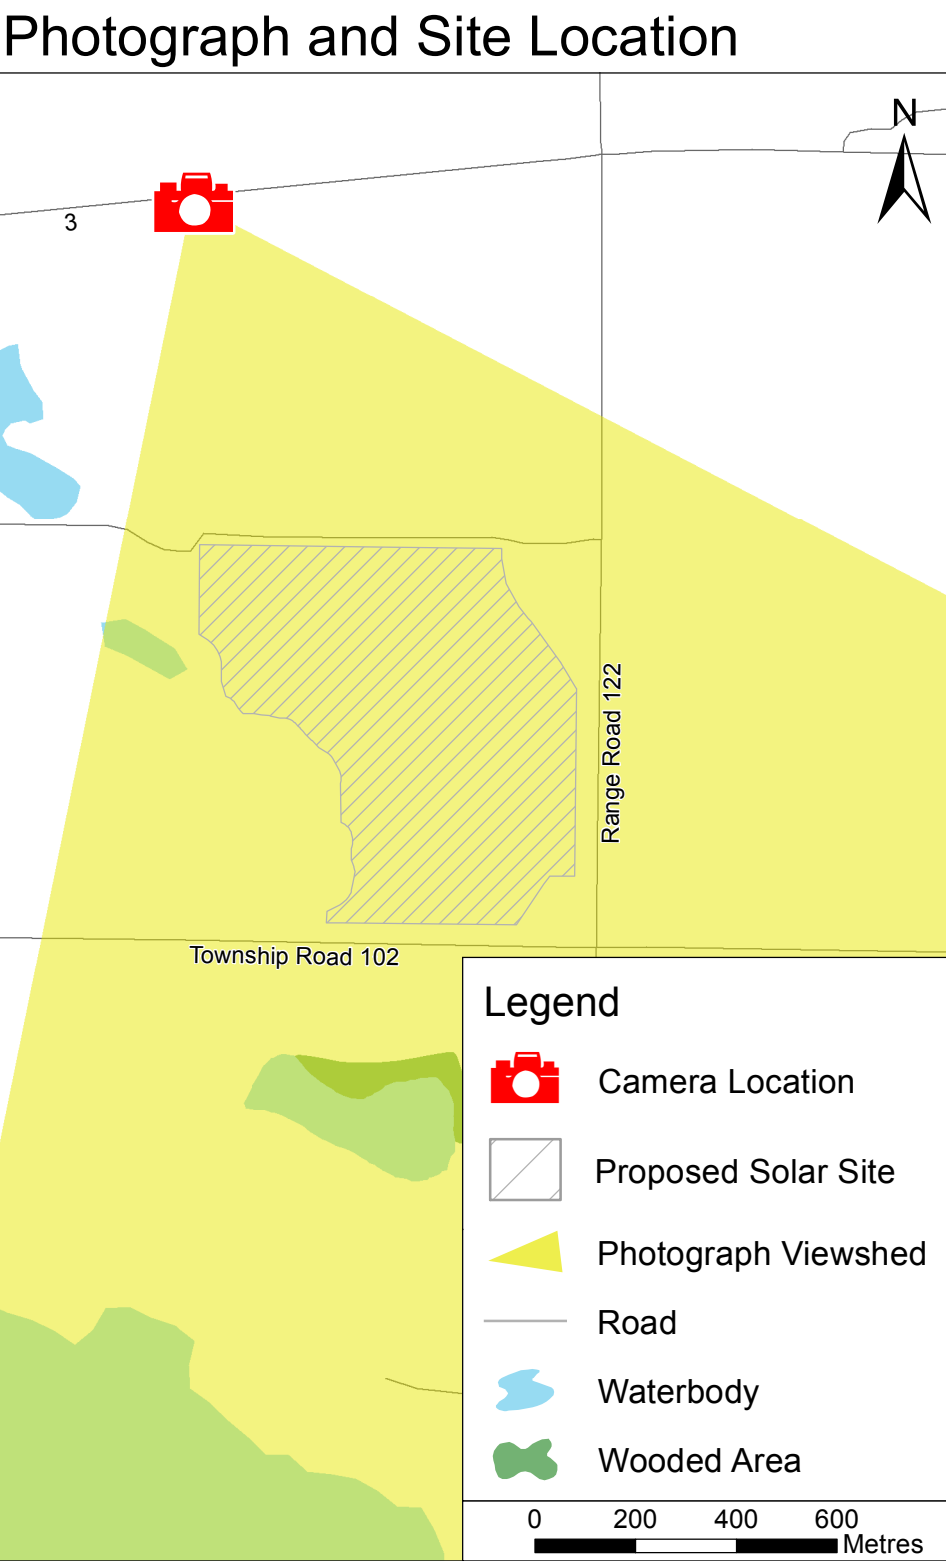 Photograph and Site Location
N
3
Range Road 122
Township Road 102
Legend
Camera Location
Proposed Solar Site
Photograph Viewshed
Road
Waterbody
Wooded Area
0 200 400 600
Metres